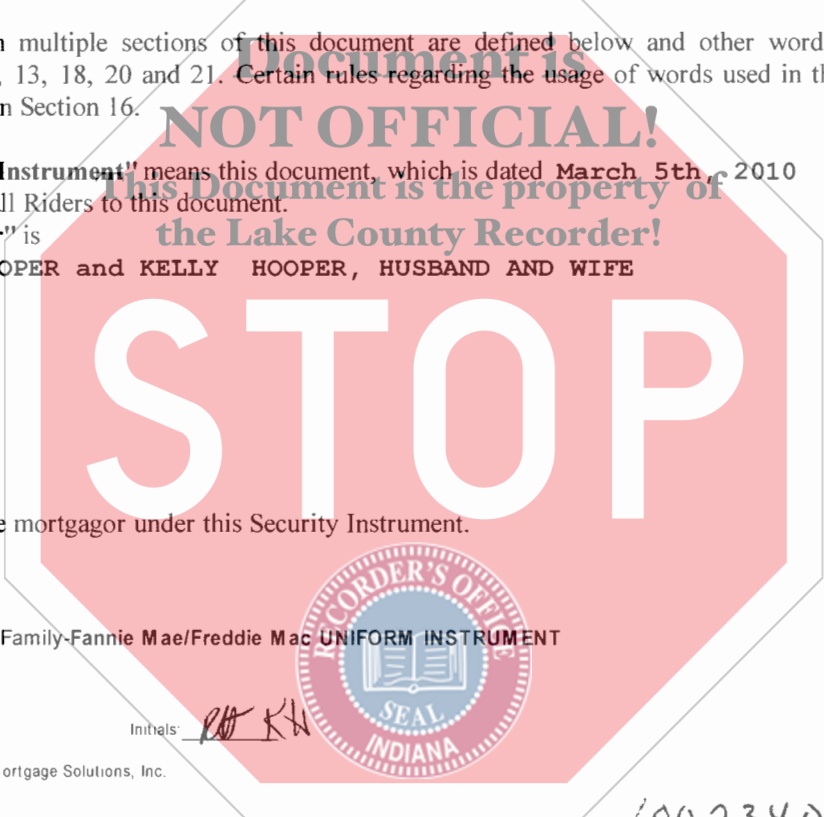 multiple sections of this document are defined below and other word
, 13, 18, 20 and 21. Certain rules regarding the usage of words used in th
n Section 16.
Document is
NOT OFFICIAL!
This Document is the property of
the Lake County Recorder!
Instrument" means this document, which is dated March 5th, 2010
ll Riders to this document.
" is
OPER and KELLY HOOPER, HUSBAND AND WIFE
STOP
e mortgagor under this Security Instrument.
RECORDER'S OFFICE
SEAL
INDIANA
Family-Fannie Mae/Freddie Mac UNIFORM INSTRUMENT
Initials: KH
ortgage Solutions, Inc.